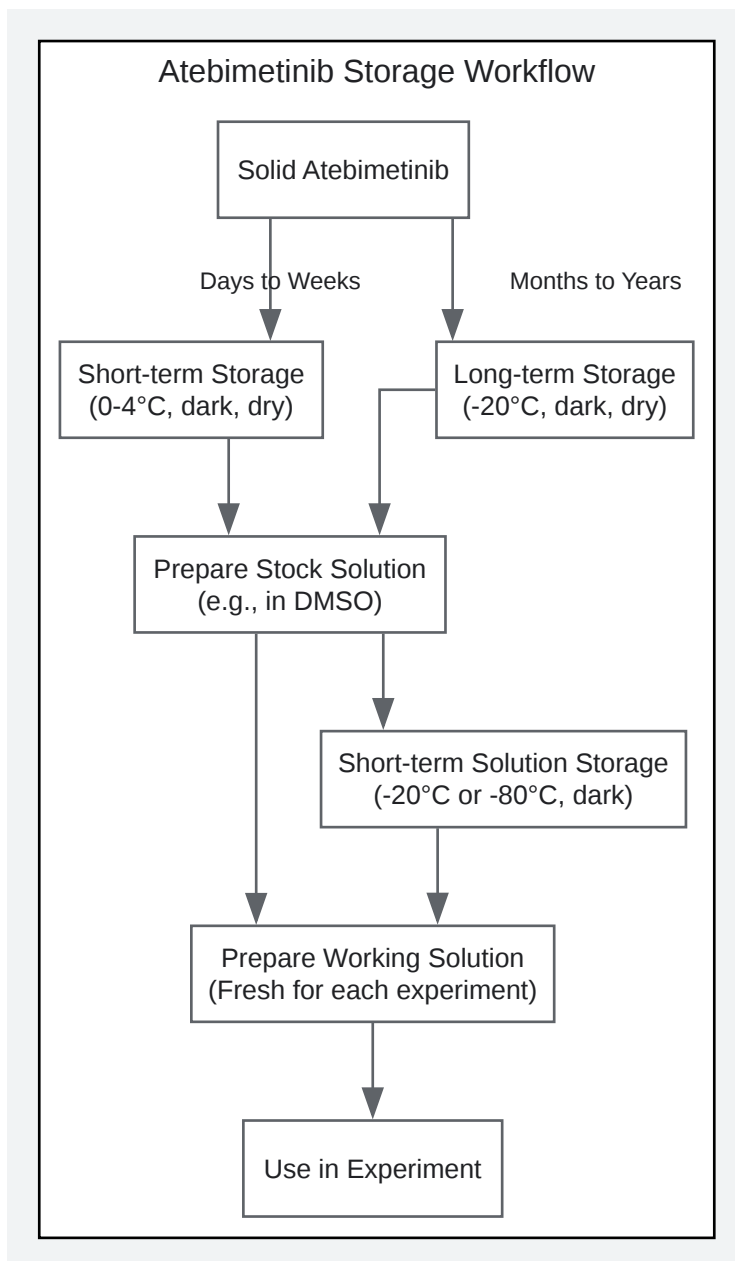 Atebimetinib Storage Workflow
Solid Atebimetinib
Days to Weeks
Months to Years
Short-term Storage
(0-4°C, dark, dry)
Long-term Storage
(-20°C, dark, dry)
Prepare Stock Solution
(e.g., in DMSO)
Short-term Solution Storage
(-20°C or -80°C, dark)
Prepare Working Solution
(Fresh for each experiment)
Use in Experiment